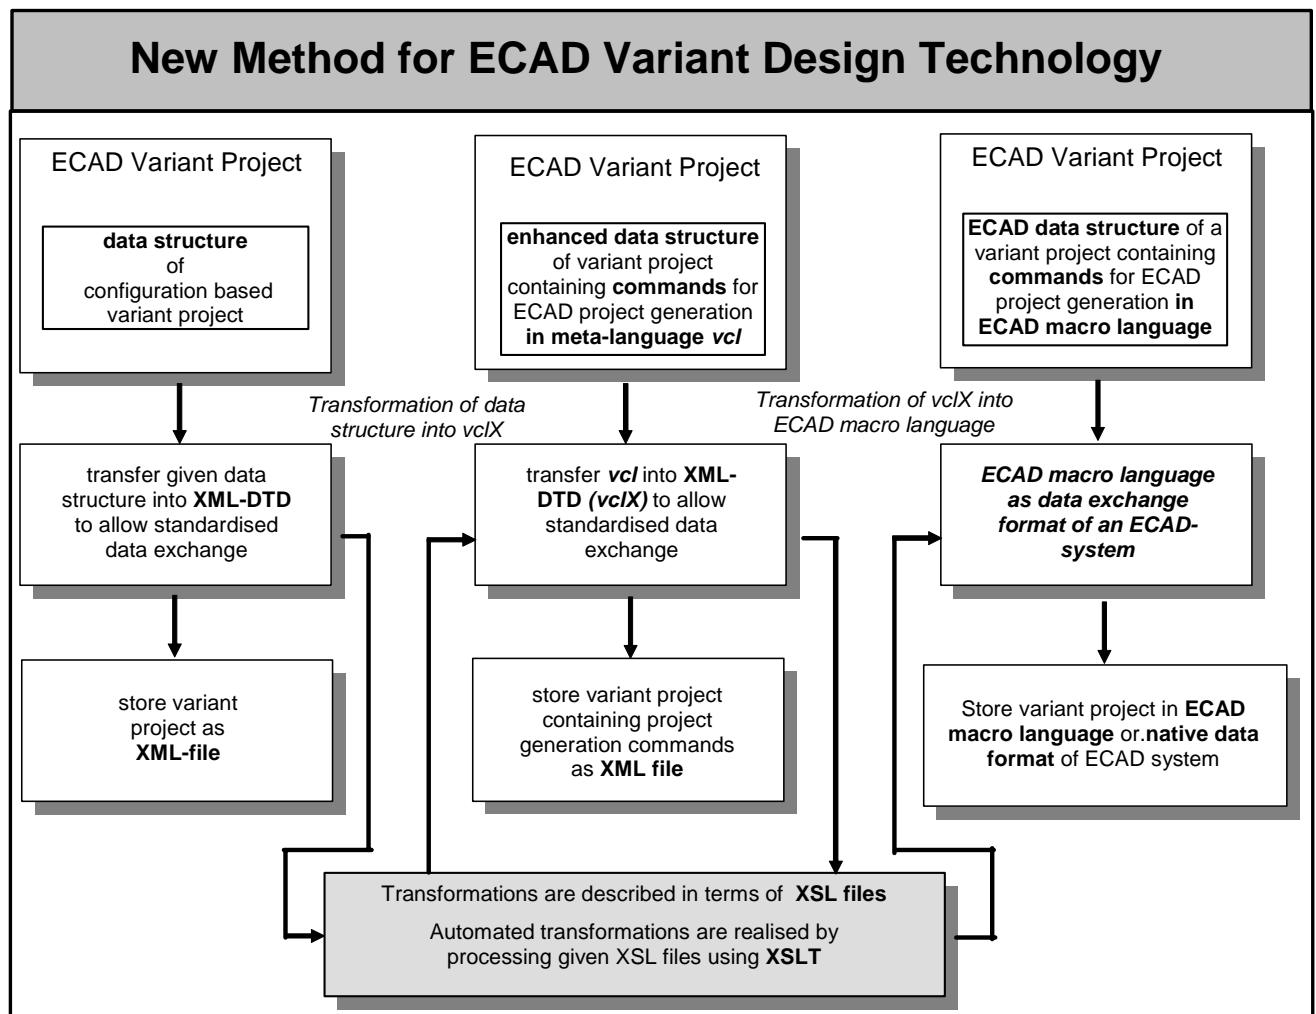 New Method for ECAD Variant Design Technology
ECAD Variant Project
data structure
of
configuration based
variant project
ECAD Variant Project
enhanced data structure
of variant project
containing commands for
ECAD project generation
in meta-language vcl
ECAD Variant Project
ECAD data structure of a
variant project containing
commands for ECAD
project generation in
ECAD macro language
Transformation of data
structure into vclX
Transformation of vclX into
ECAD macro language
transfer given data
structure into XML-DTD
to allow standardised
data exchange
transfer vcl into XML-
DTD (vclX) to allow
standardised data
exchange
ECAD macro language
as data exchange
format of an ECAD-
system
store variant
project as
XML-file
store variant project
containing project
generation commands
as XML file
Store variant project in ECAD
macro language or.native data
format of ECAD system
Transformations are described in terms of XSL files
Automated transformations are realised by
processing given XSL files using XSLT